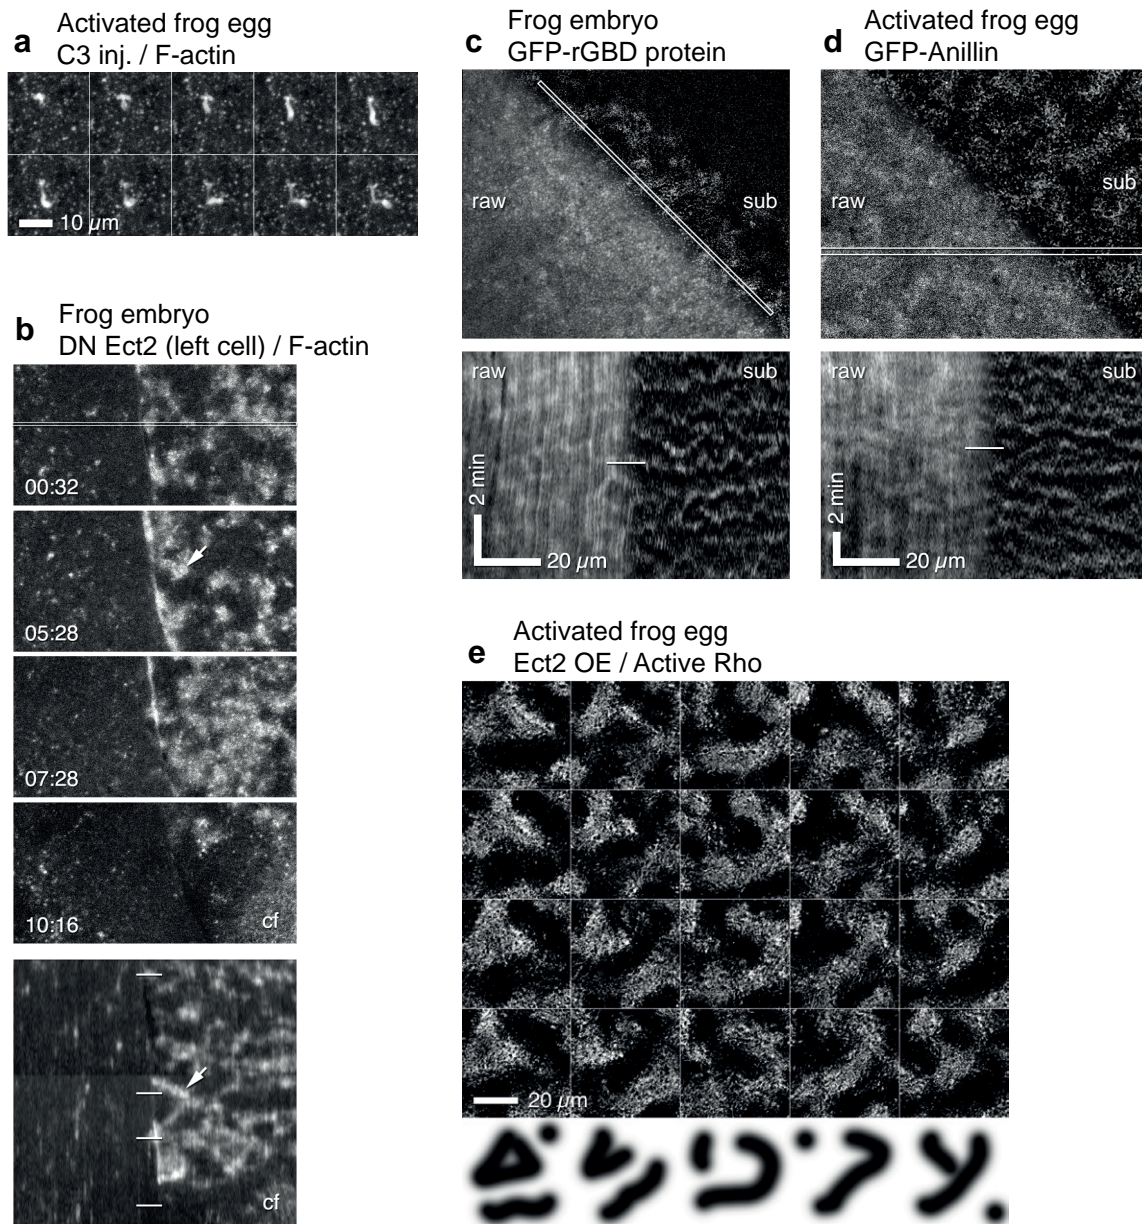 a Activated frog egg
C3 inj. / F-actin
10 µm
b Frog embryo
DN Ect2 (left cell) / F-actin
00:32
05:28
07:28
10:16
cf
cf
c Frog embryo
GFP-rGBD protein
raw
sub
raw
sub
2 min
20 µm
d Activated frog egg
GFP-Anillin
raw
sub
raw
sub
2 min
20 µm
e Activated frog egg
Ect2 OE / Active Rho
20 µm